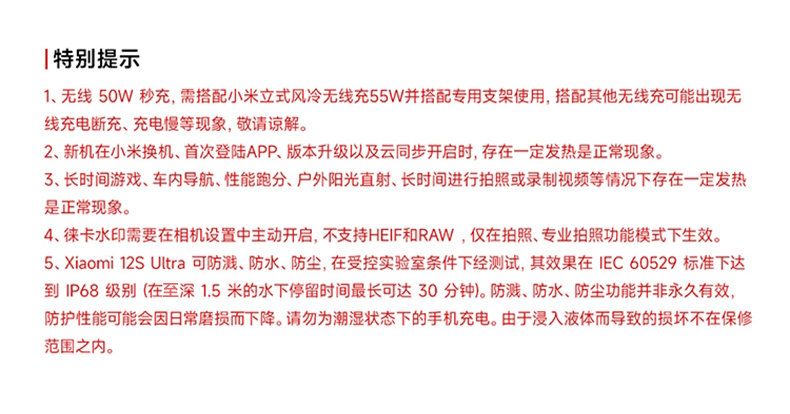 特别提示
1、无线 50W 秒充, 需搭配小米立式风冷无线充55W并搭配专用支架使用, 搭配其他无线充可能出现无
线充电断充、充电慢等现象, 敬请谅解。
2、新机在小米换机、首次登陆APP、版本升级以及云同步开启时, 存在一定发热是正常现象。
3、长时间游戏、车内导航、性能跑分、户外阳光直射、长时间进行拍照或录制视频等情况下存在一定发热
是正常现象。
4、徕卡水印需要在相机设置中主动开启, 不支持HEIF和RAW , 仅在拍照、专业拍照功能模式下生效。
5、Xiaomi 12S Ultra 可防溅、防水、防尘, 在受控实验室条件下经测试, 其效果在 IEC 60529 标准下达
到 IP68 级别 (在至深 1.5 米的水下停留时间最长可达 30 分钟)。防溅、防水、防尘功能并非永久有效,
防护性能可能会因日常磨损而下降。请勿为潮湿状态下的手机充电。由于浸入液体而导致的损坏不在保修
范围之内。